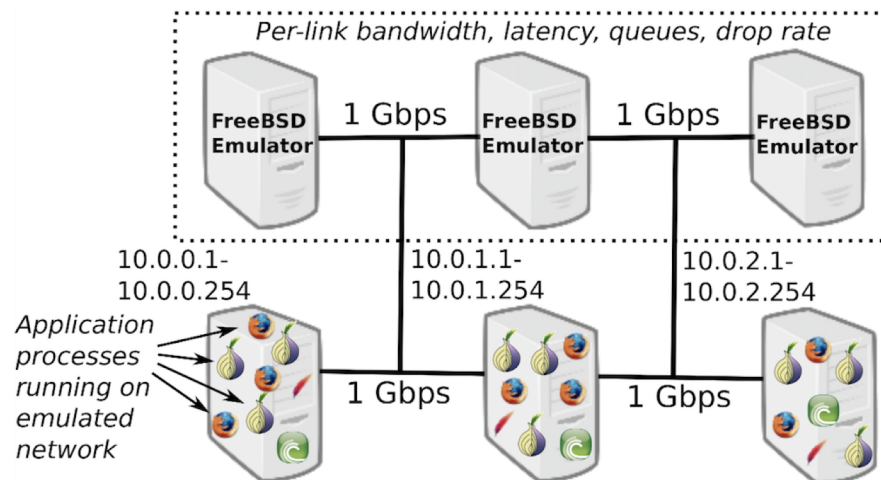 Per-link bandwidth, latency, queues, drop rate
FreeBSD
Emulator
1 Gbps
FreeBSD
Emulator
1 Gbps
FreeBSD
Emulator
10.0.0.1-
10.0.0.254
10.0.1.1-
10.0.1.254
10.0.2.1-
10.0.2.254
Application
processes
running on
emulated
network
1 Gbps
1 Gbps